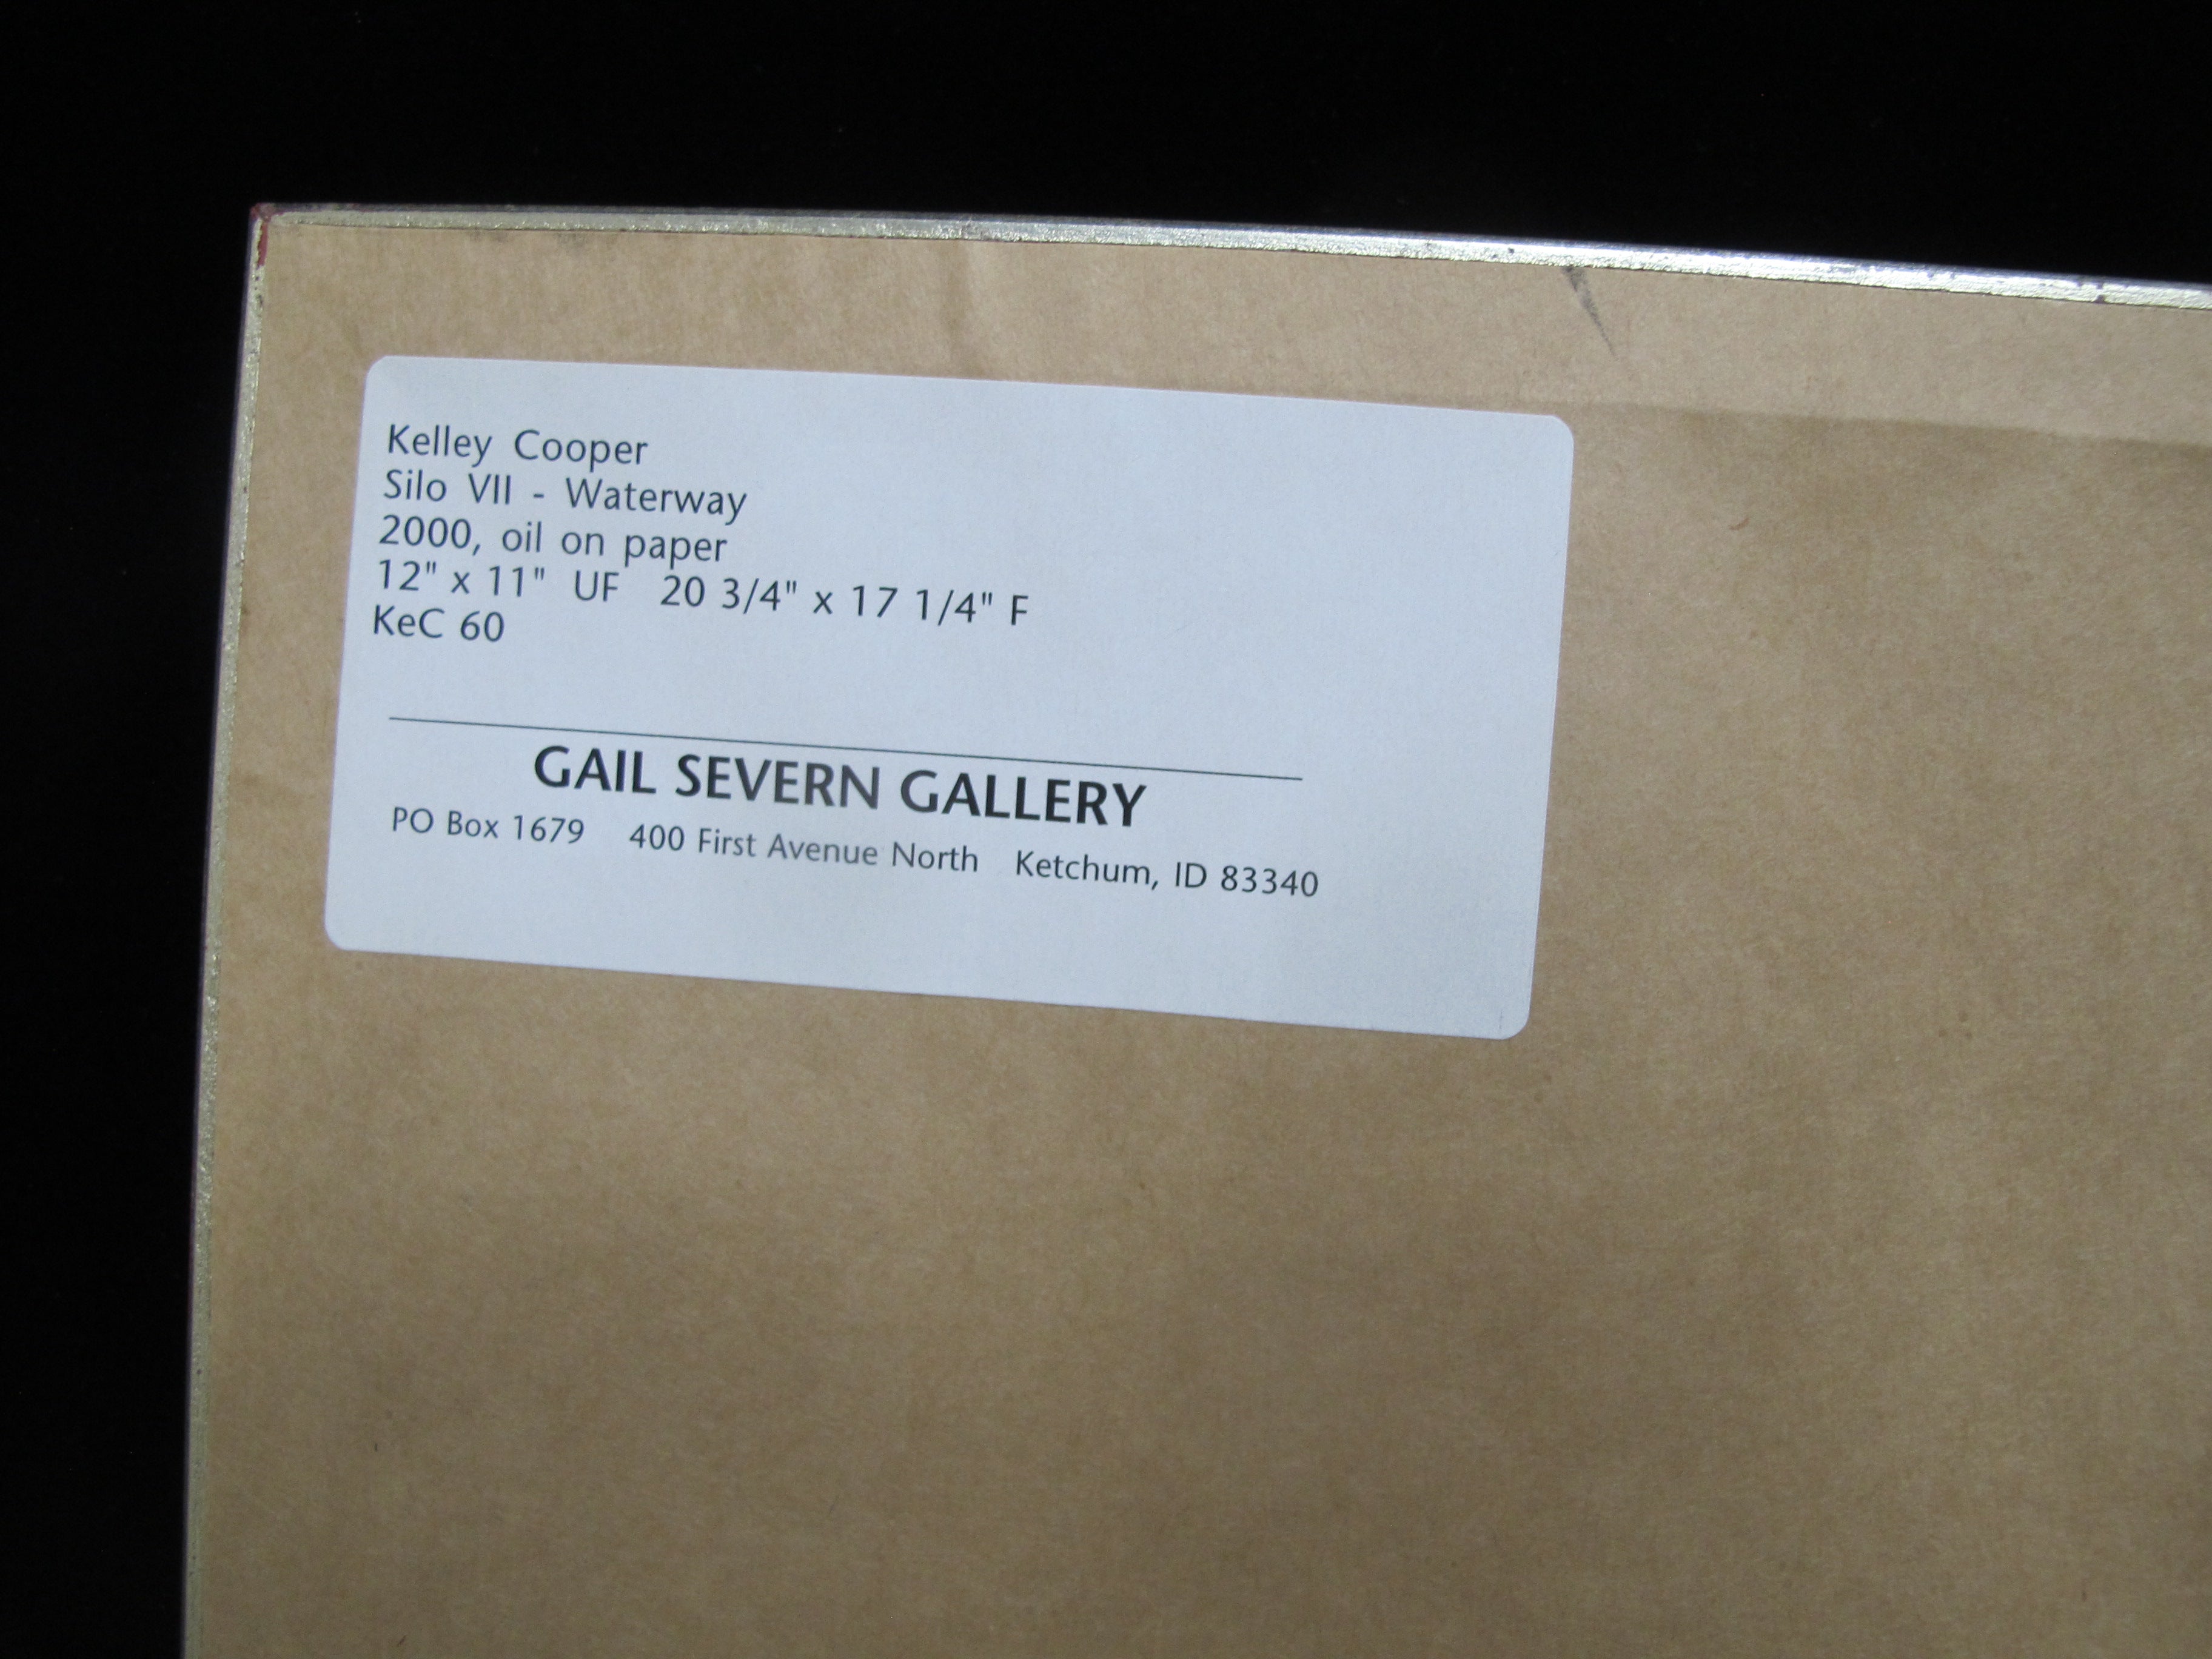 Kelley Cooper
Silo VII - Waterway
2000, oil on paper
12" x 11" UF 20 3/4" x 17 1/4" F
KeC 60
GAIL SEVERN GALLERY
PO Box 1679 400 First Avenue North Ketchum, ID 83340